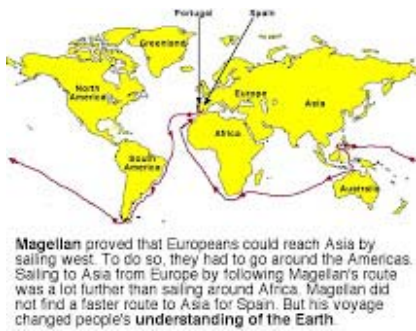 Portugal Spain
Greenland
North
America
Europe
Asia
Africa
South
America
Australia
Magellan proved that Europeans could reach Asia by
sailing west. To do so, they had to go around the Americas.
Sailing to Asia from Europe by following Magellan's route
was a lot further than sailing around Africa. Magellan did
not find a faster route to Asia for Spain. But his voyage
changed people's understanding of the Earth.